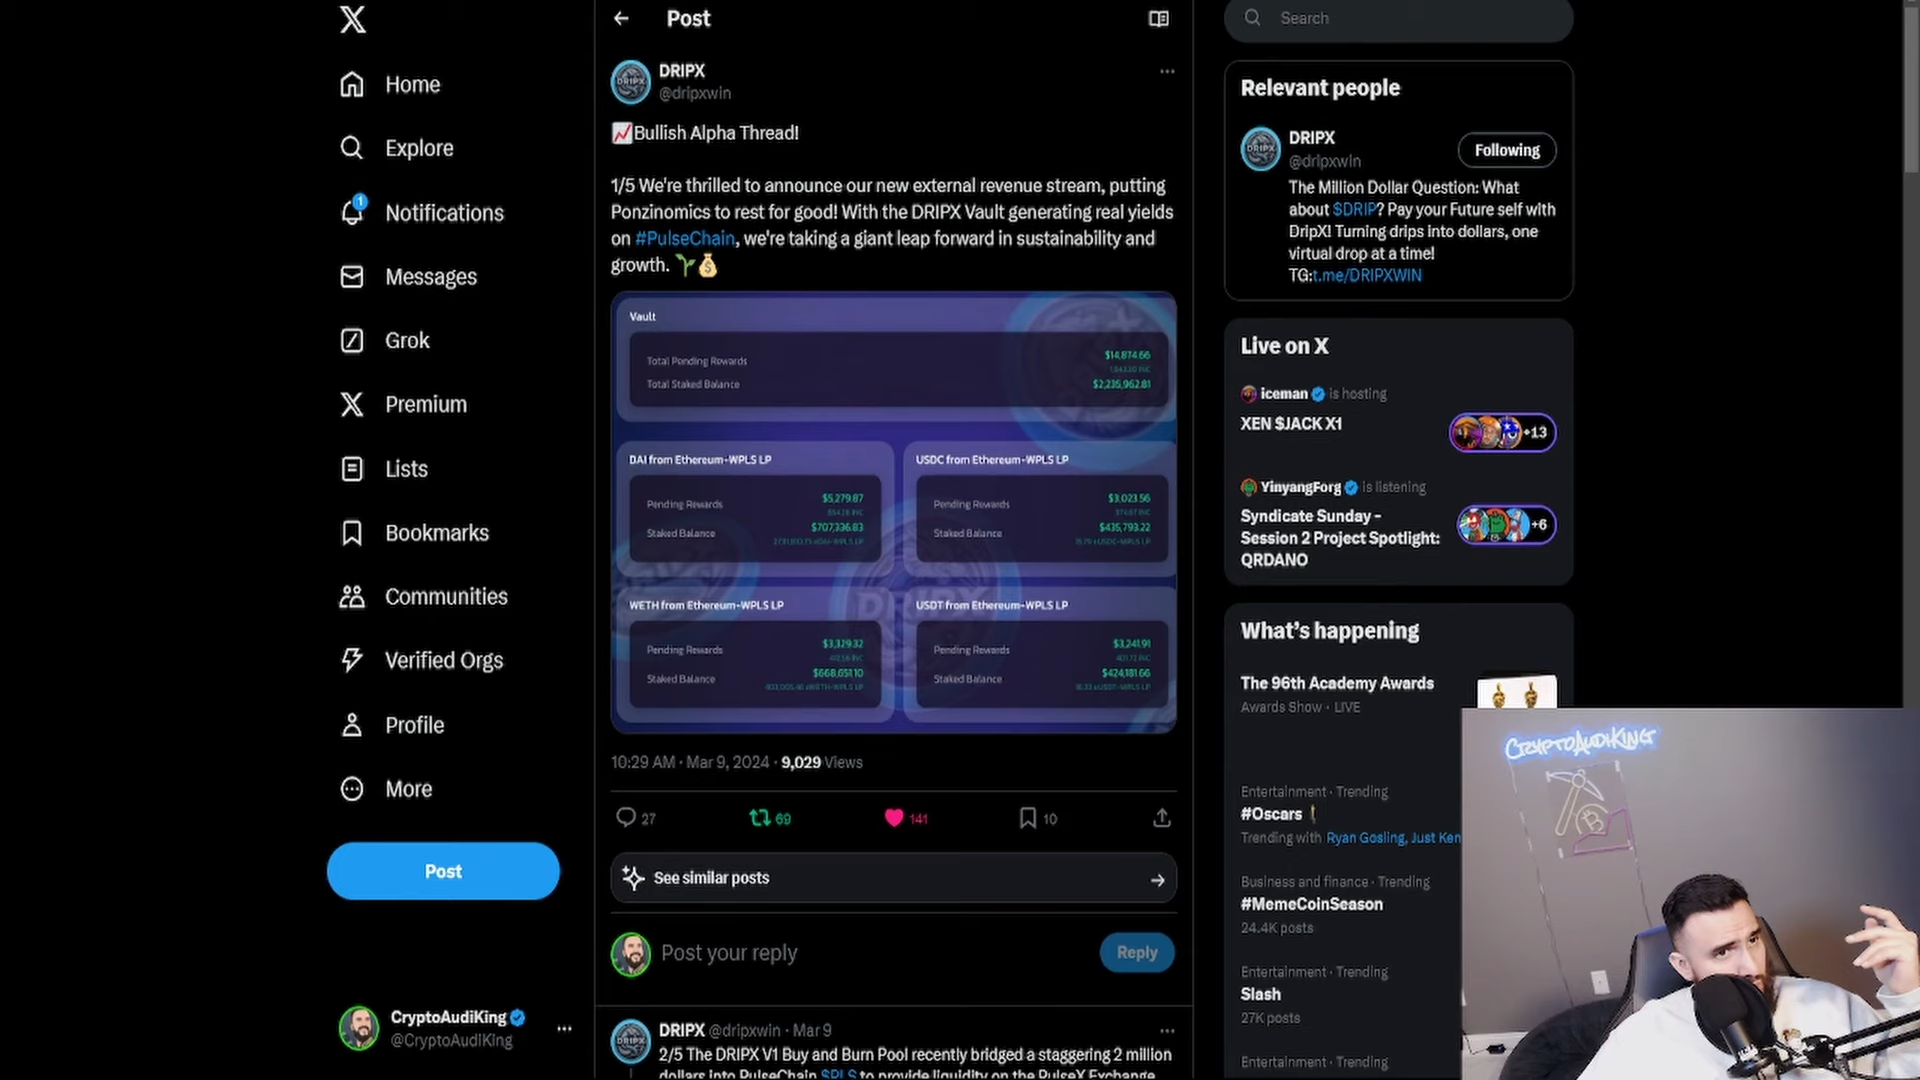 Home
Explore
1
Notifications
Messages
Grok
Premium
Lists
Bookmarks
Communities
Verified Orgs
Profile
More
Post
CryptoAudiKing
@CryptoAudiKing
Post
DRIPX
@dripxwin
Bullish Alpha Thread!
1/5 We're thrilled to announce our new external revenue stream, putting
Ponzinomics to rest for good! With the DRIPX Vault generating real yields
on #PulseChain, we're taking a giant leap forward in sustainability and
growth.
Vault
Total Pending Rewards
$14,874.66
Total Staked Balance
$2,235,962.81
DAI from Ethereum-WPLS LP
Pending Rewards
$5,279.87
Staked Balance
$707,336.83
USDC from Ethereum-WPLS LP
Pending Rewards
$3,023.56
Staked Balance
$435,793.22
WETH from Ethereum-WPLS LP
Pending Rewards
$3,329.32
Staked Balance
$668,651.10
USDT from Ethereum-WPLS LP
Pending Rewards
$3,241.91
Staked Balance
$424,181.66
10:29 AM · Mar 9, 2024 · 9,029 Views
27
69
141
10
See similar posts
Post your reply
Reply
DRIPX @dripxwin · Mar 9
2/5 The DRIPX V1 Buy and Burn Pool recently bridged a staggering 2 million
dollars into PulseChain $PLS to provide liquidity on the PulseX Exchange
Search
Relevant people
DRIPX
@dripxwin
Following
The Million Dollar Question: What
about $DRIP? Pay your Future self with
DripX! Turning drips into dollars, one
virtual drop at a time!
TG:t.me/DRIPXWIN
Live on X
iceman is hosting
XEN $JACK X1
+13
YinyangForg is listening
Syndicate Sunday -
Session 2 Project Spotlight:
QRDANO
+6
What's happening
The 96th Academy Awards
Awards Show · LIVE
Entertainment · Trending
#Oscars
Trending with Ryan Gosling, Just Ken
Business and finance · Trending
#MemeCoinSeason
24.4K posts
Entertainment · Trending
Slash
27K posts
Entertainment · Trending
CRYPTOAUDIKING